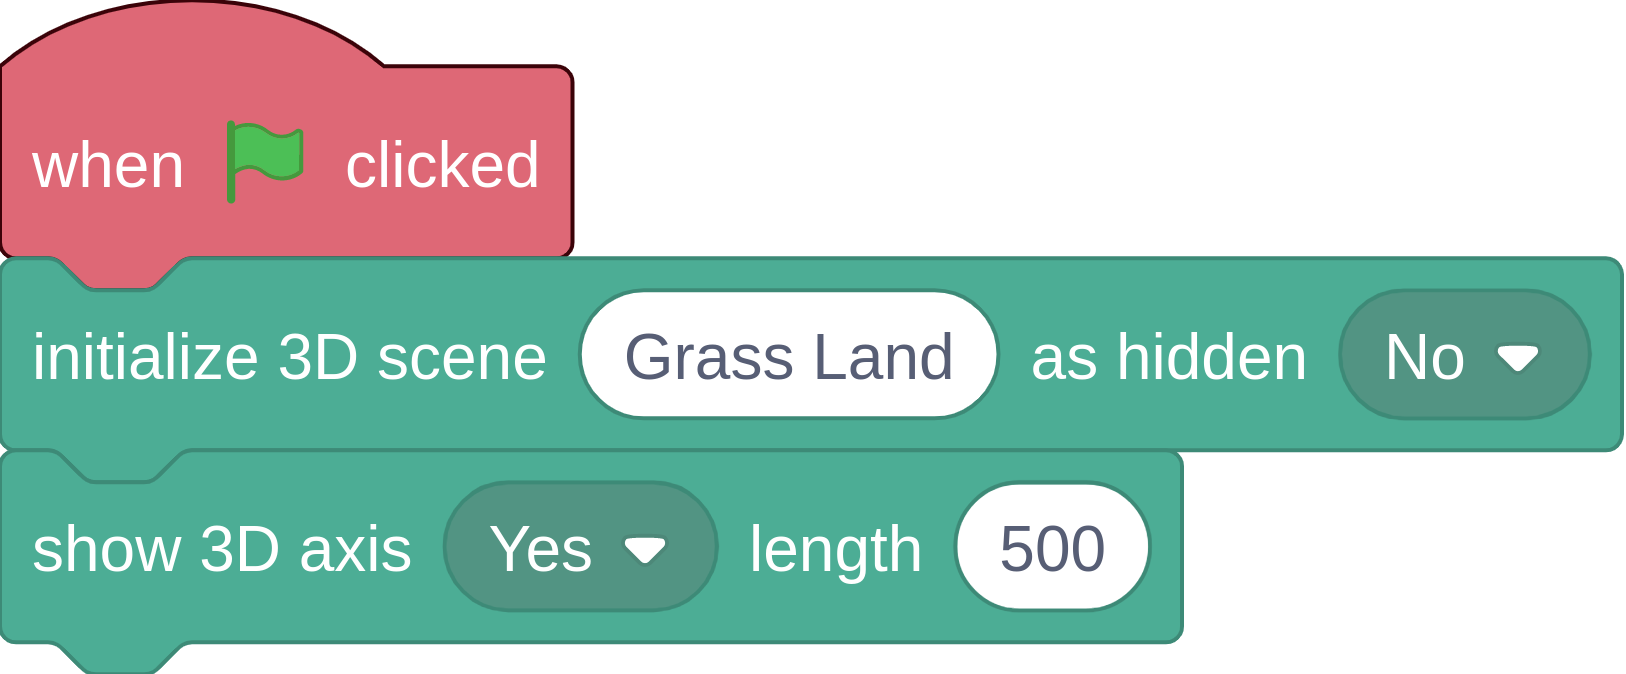 when clicked
initialize 3D scene Grass Land as hidden No
show 3D axis Yes length 500